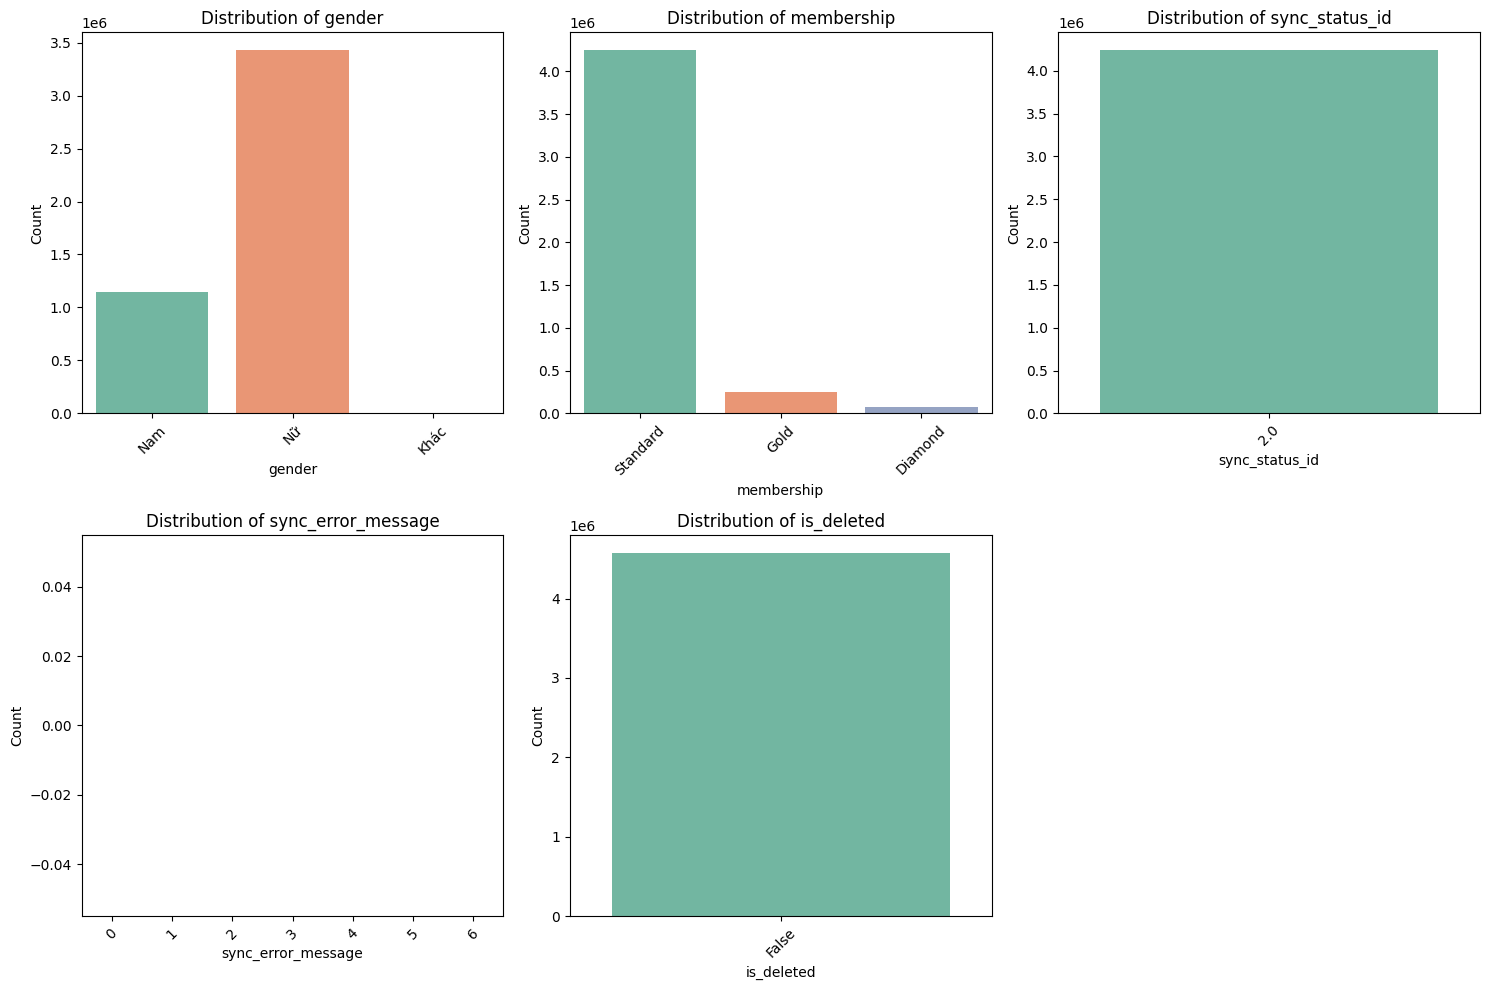 Distribution of gender
1e6
3.5
3.0
2.5
2.0
1.5
1.0
0.5
0.0
Count
Nam
Nữ
Khác
gender
Distribution of membership
1e6
4.0
3.5
3.0
2.5
2.0
1.5
1.0
0.5
0.0
Count
Standard
Gold
Diamond
membership
Distribution of sync_status_id
1e6
4.0
3.5
3.0
2.5
2.0
1.5
1.0
0.5
0.0
Count
2.0
sync_status_id
Distribution of sync_error_message
0.04
0.02
0.00
−0.02
−0.04
Count
0
1
2
3
4
5
6
sync_error_message
Distribution of is_deleted
1e6
4
3
2
1
0
Count
False
is_deleted